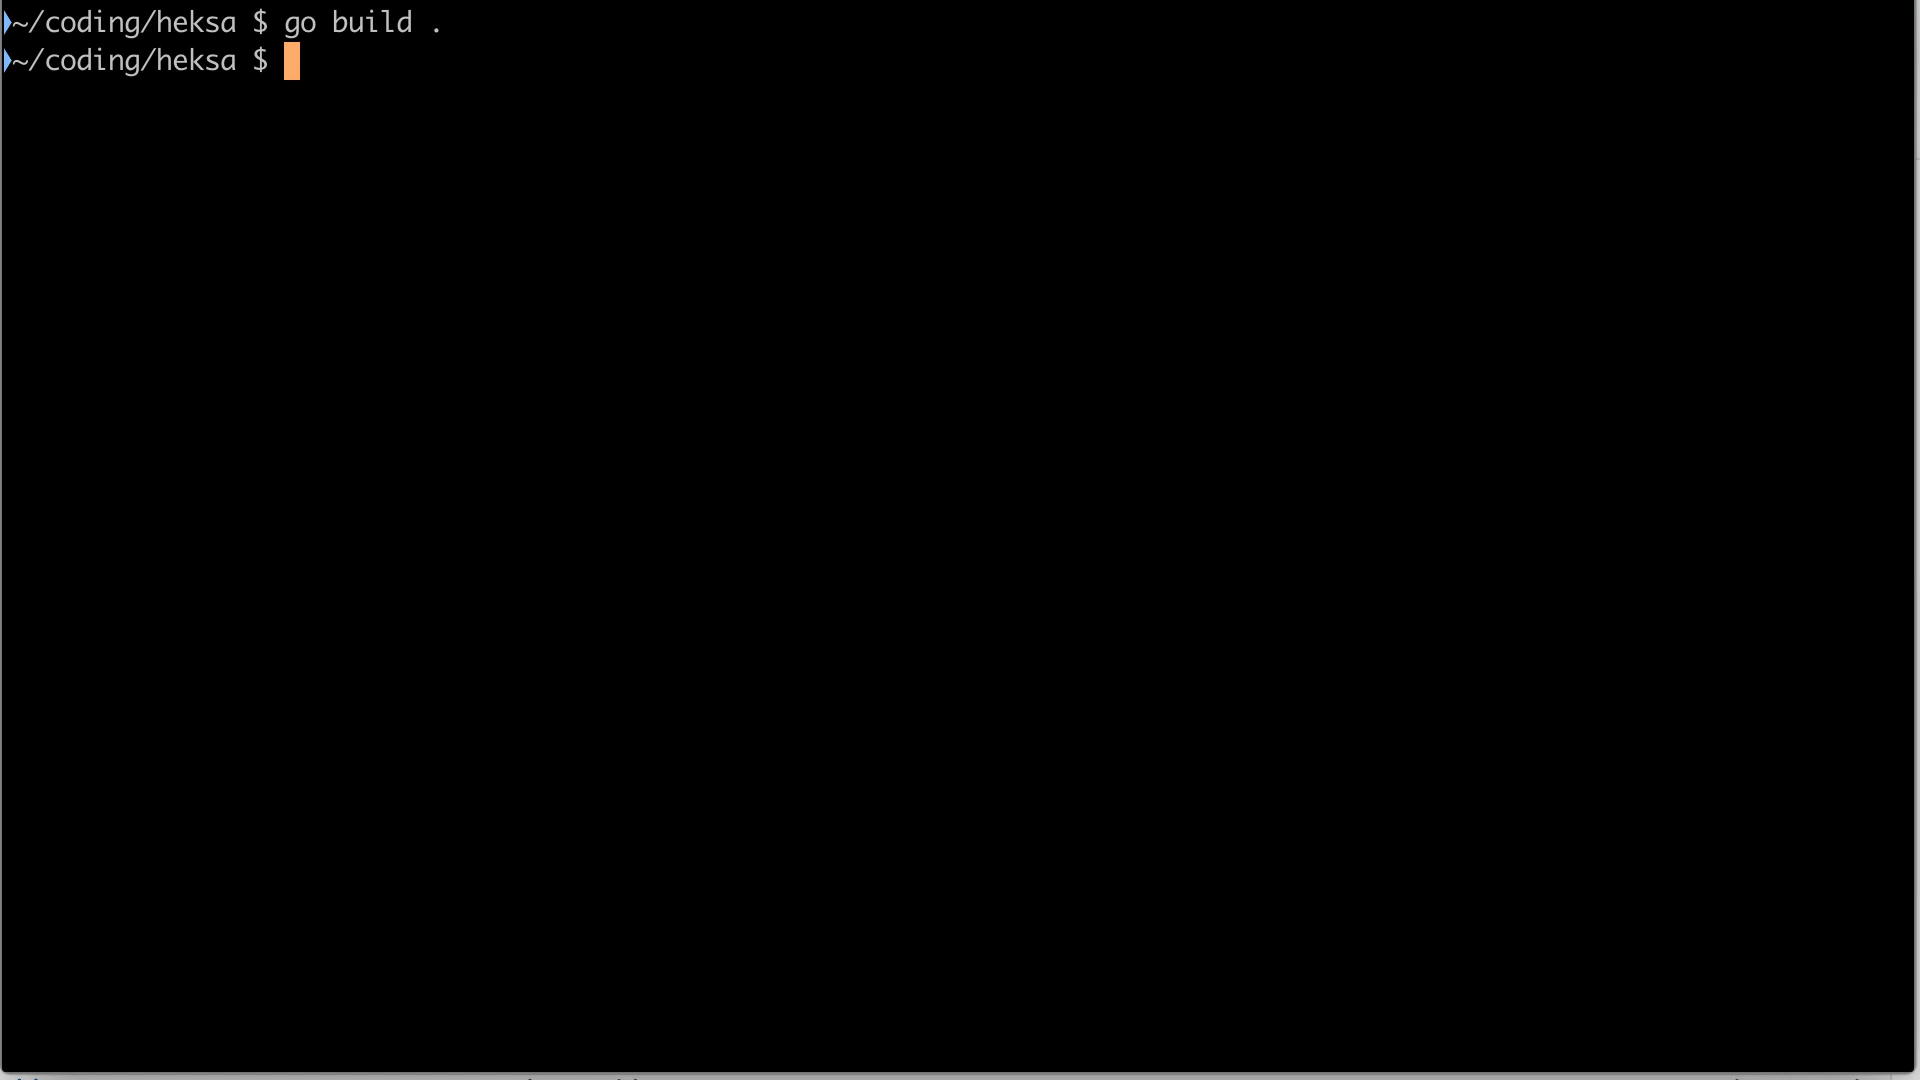 ~/coding/heksa $ go build .
~/coding/heksa $